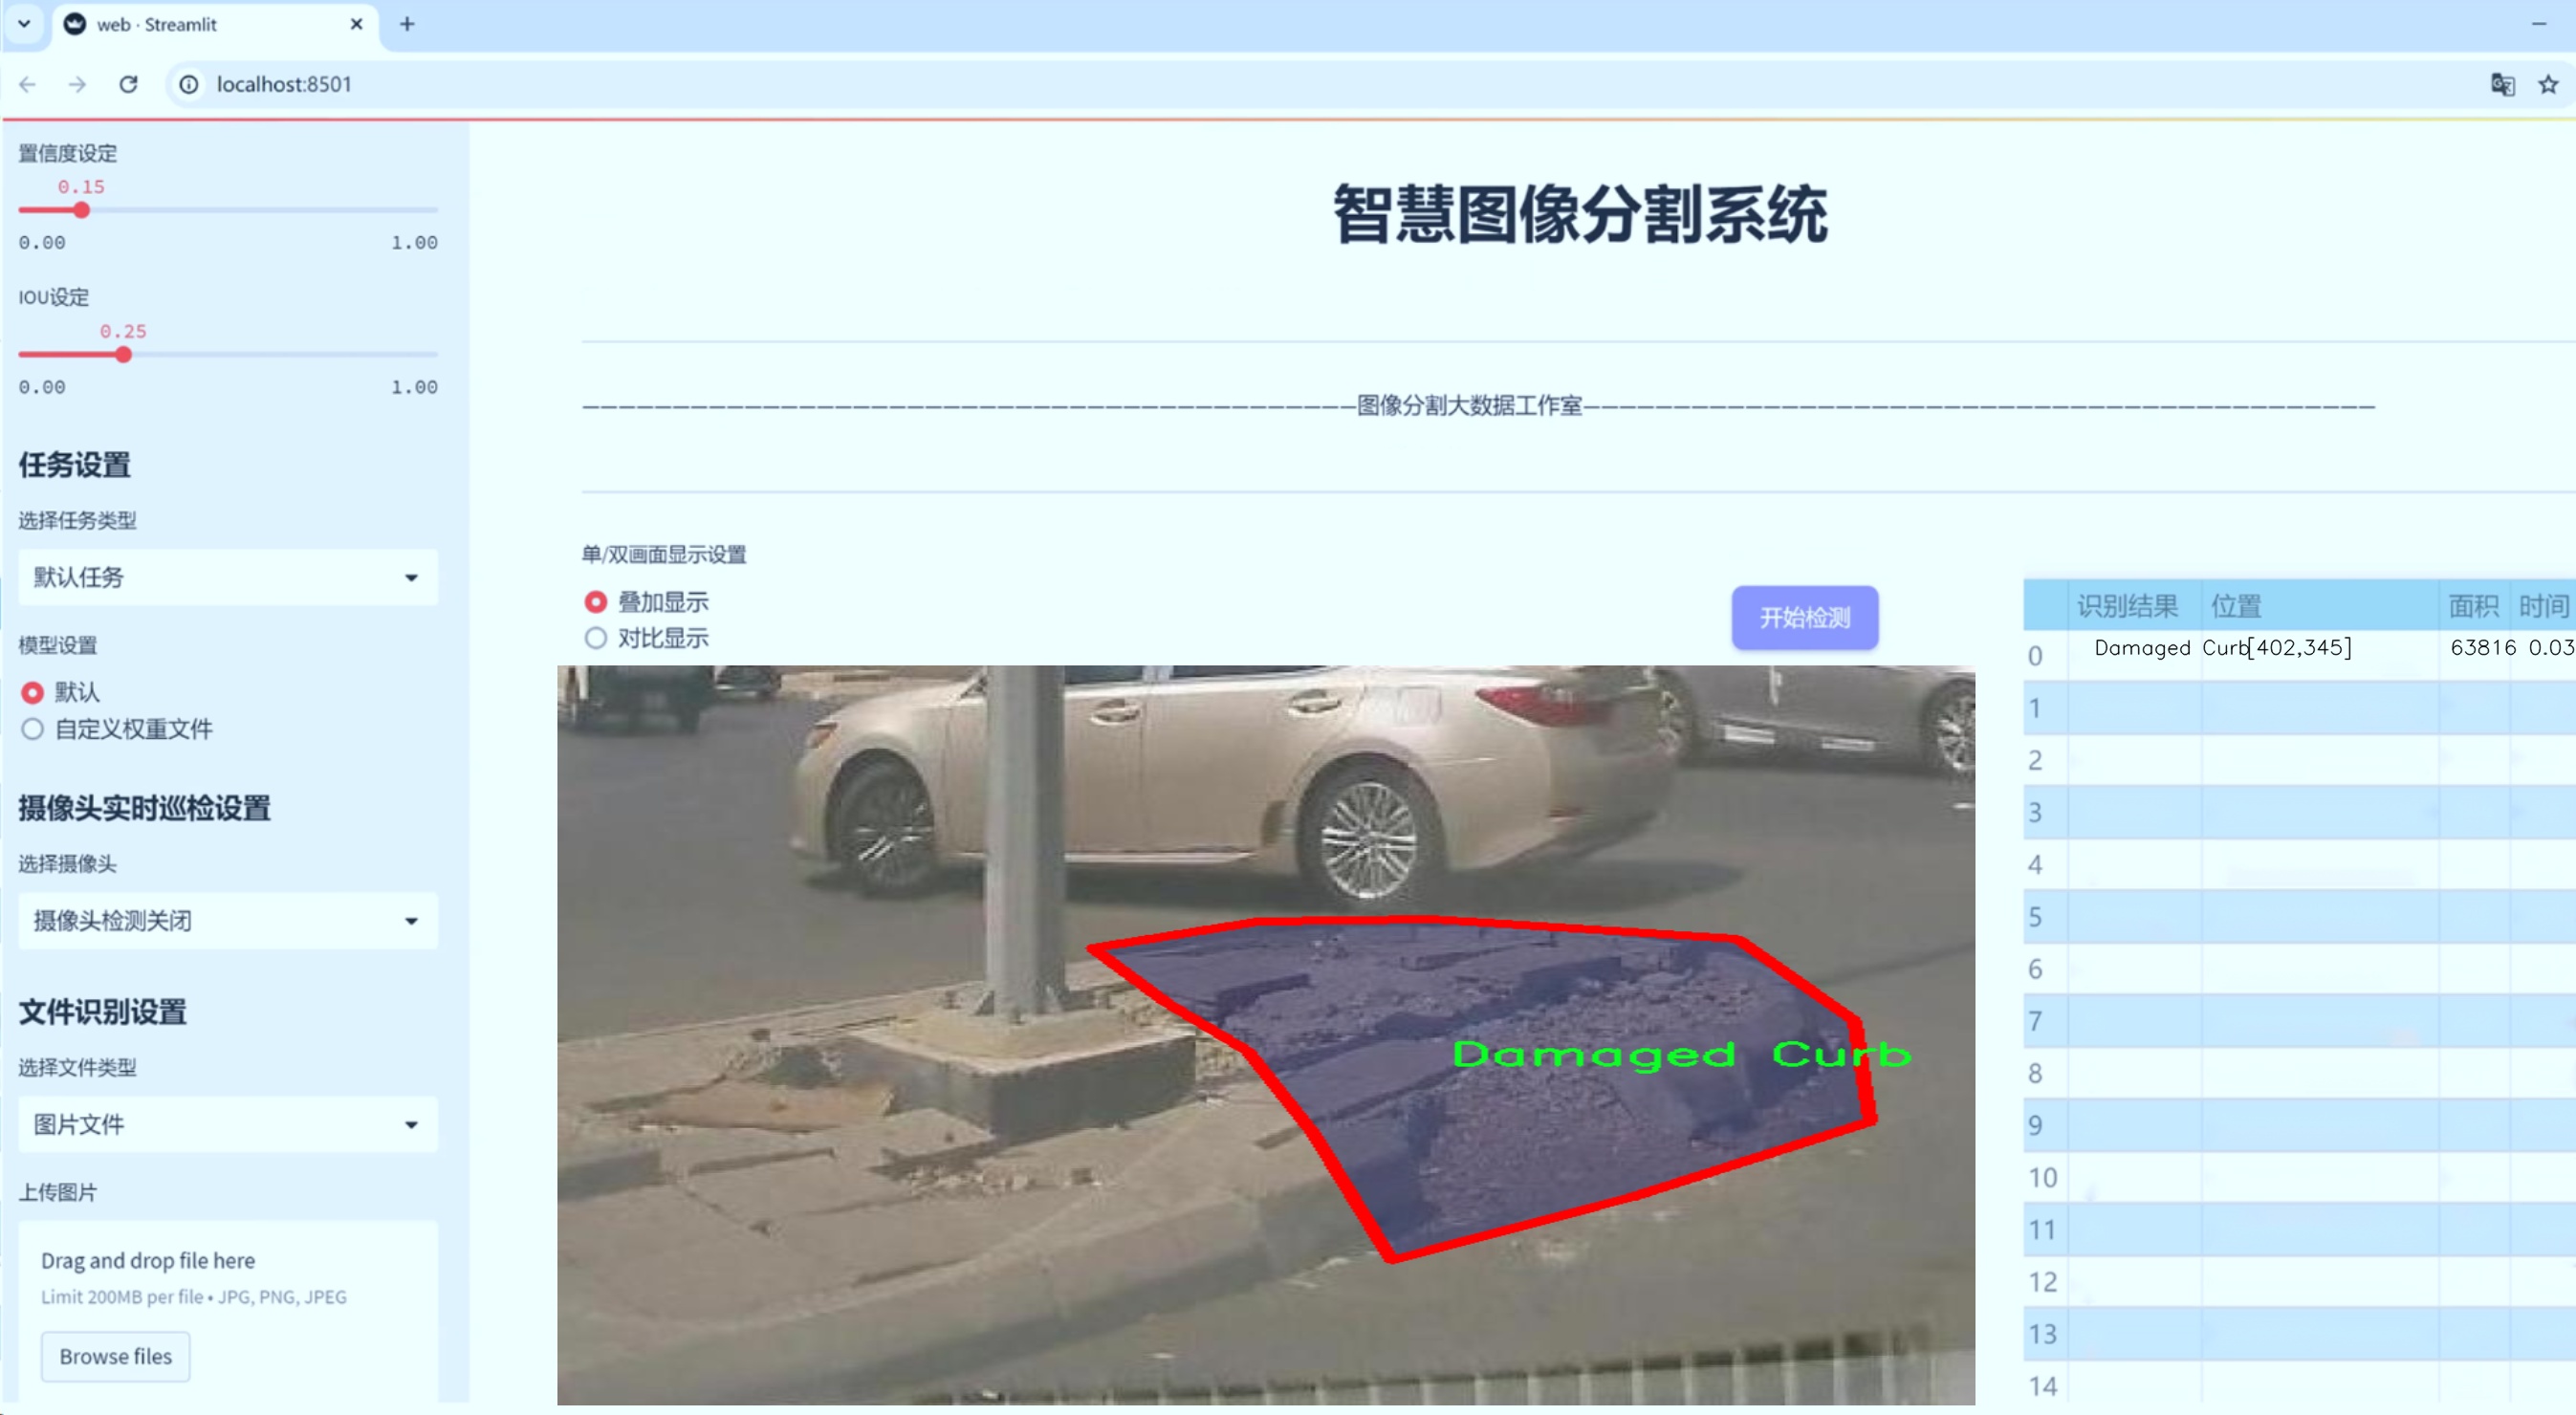 web · Streamlit
localhost:8501
置信度设定
0.15
0.00 1.00
IOU设定
0.25
0.00 1.00
任务设置
选择任务类型
默认任务
模型设置
默认
自定义权重文件
摄像头实时巡检设置
选择摄像头
摄像头检测关闭
文件识别设置
选择文件类型
图片文件
上传图片
Drag and drop file here
Limit 200MB per file • JPG, PNG, JPEG
Browse files
智慧图像分割系统
图像分割大数据工作室
单/双画面显示设置
叠加显示
对比显示
开始检测
Damaged Curb
识别结果 位置 面积 时间
0 Damaged Curb[402,345] 63816 0.03
1
2
3
4
5
6
7
8
9
10
11
12
13
14